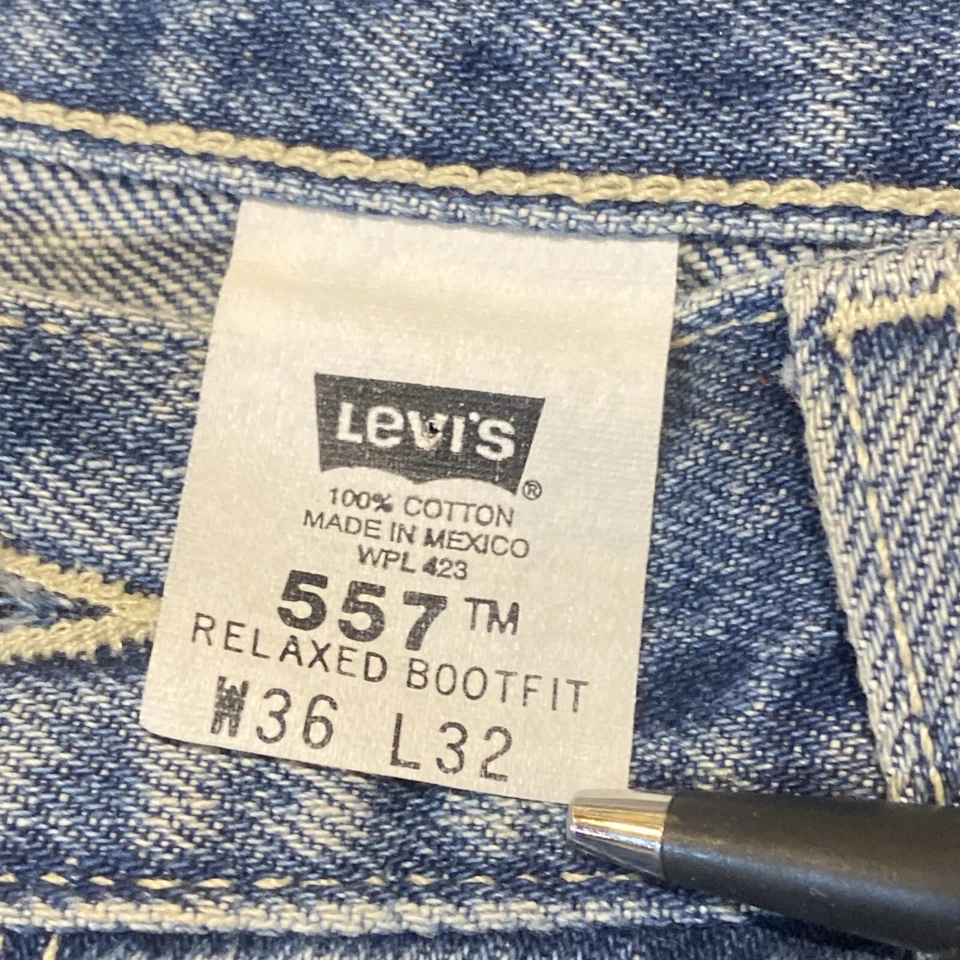 Levi's ®
100% COTTON
MADE IN MEXICO
WPL 423
557 TM
RELAXED BOOTFIT
W36 L32